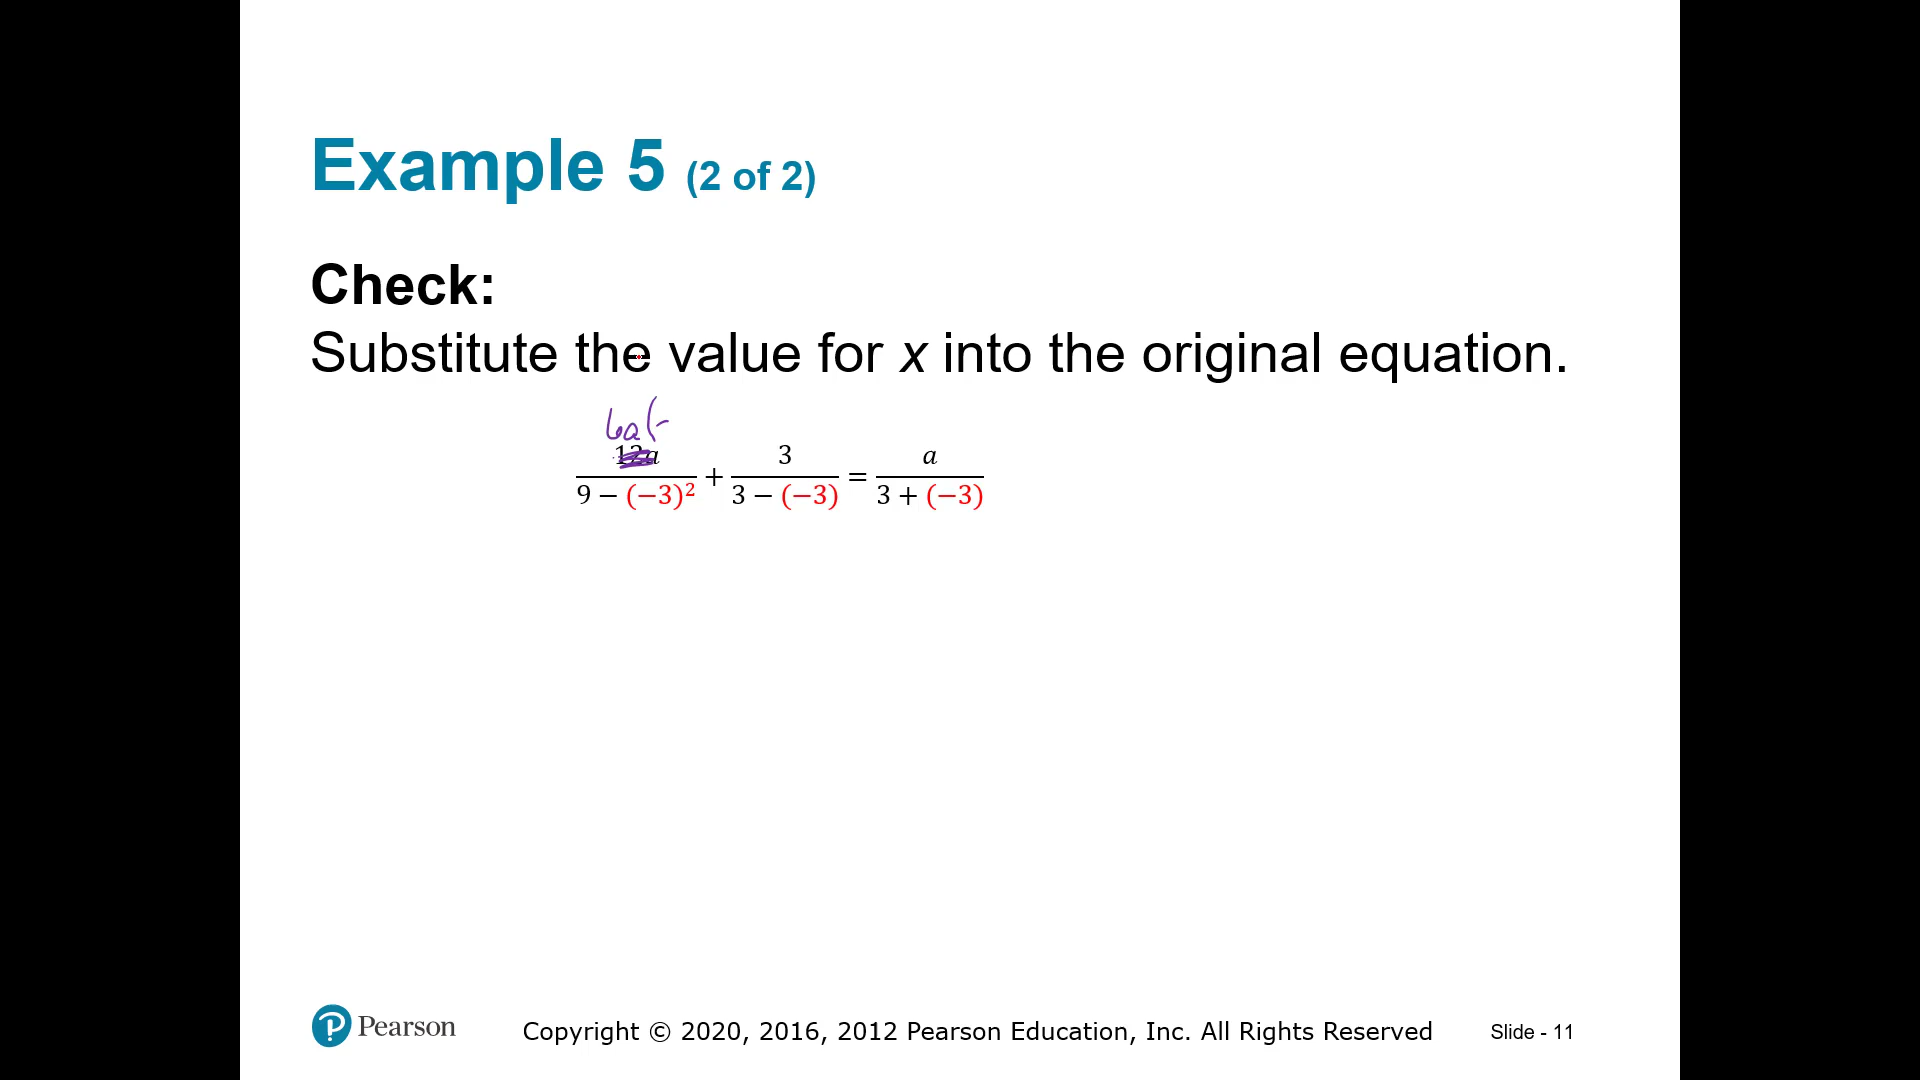 Example 5 (2 of 2)
Check:
Substitute the value for x into the original equation.
6a(-
12a/(9 − (−3)²) + 3/(3 − (−3)) = a/(3 + (−3))
Pearson
Copyright © 2020, 2016, 2012 Pearson Education, Inc. All Rights Reserved
Slide - 11